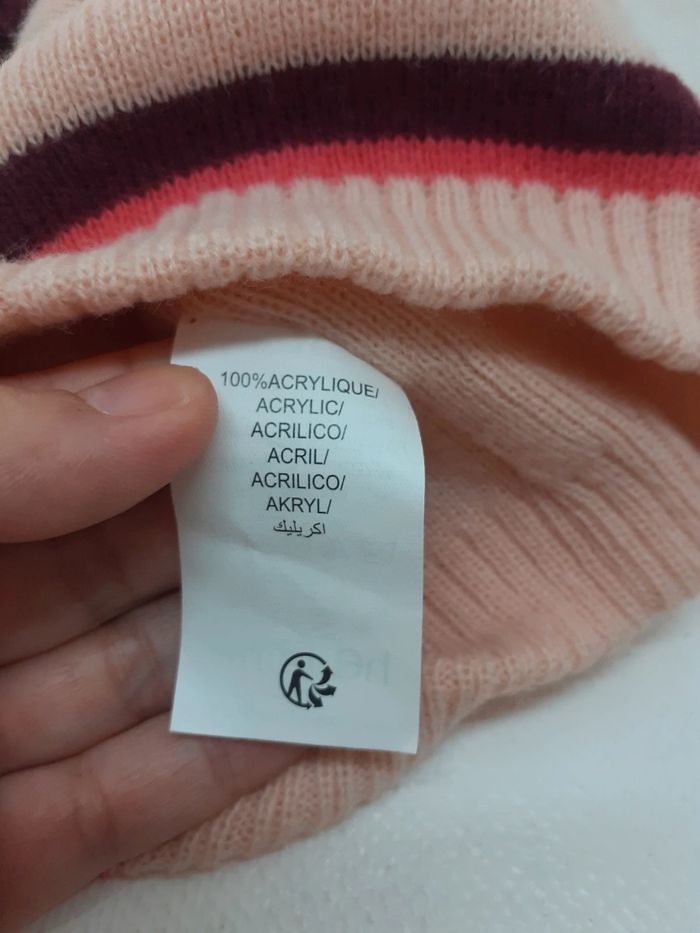 100%ACRYLIQUE/
ACRYLIC/
ACRILICO/
ACRIL/
ACRILICO/
AKRYL/
اكريليك